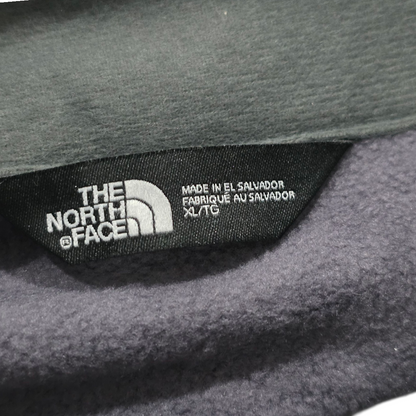 THE
NORTH
FACE
MADE IN EL SALVADOR
FABRIQUÉ AU SALVADOR
XL/TG